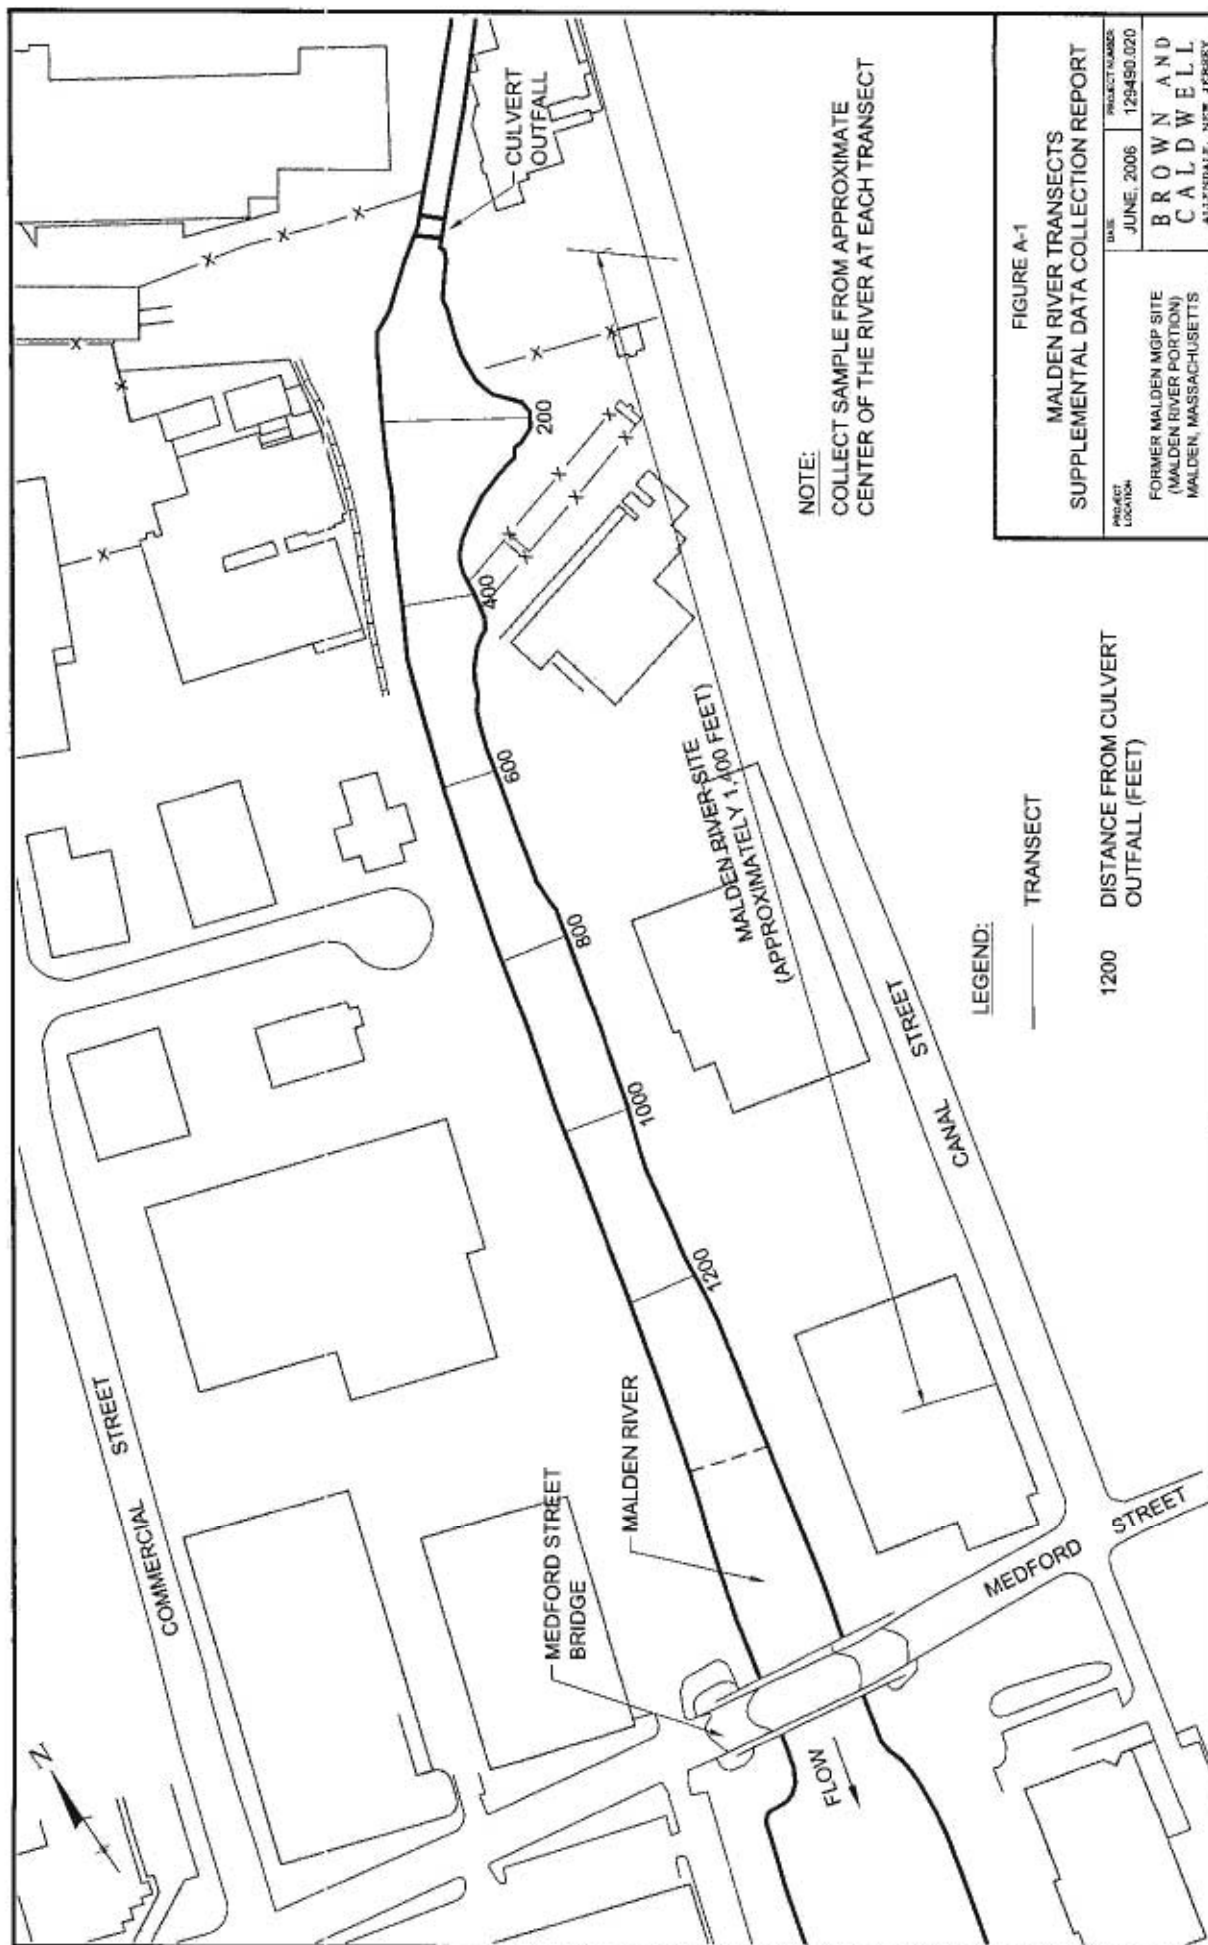 CULVERT
OUTFALL
200
400
600
800
1000
1200
MALDEN RIVER SITE
(APPROXIMATELY 1,400 FEET)
COMMERCIAL STREET
CANAL STREET
MEDFORD STREET
MEDFORD STREET
BRIDGE
MALDEN RIVER
FLOW
N
NOTE:
COLLECT SAMPLE FROM APPROXIMATE
CENTER OF THE RIVER AT EACH TRANSECT
LEGEND:
TRANSECT
1200 DISTANCE FROM CULVERT
OUTFALL (FEET)
FIGURE A-1
MALDEN RIVER TRANSECTS
SUPPLEMENTAL DATA COLLECTION REPORT
PROJECT
LOCATION
FORMER MALDEN MGP SITE
(MALDEN RIVER PORTION)
MALDEN, MASSACHUSETTS
DATE
JUNE, 2006
PROJECT NUMBER:
129490.020
BROWN AND
CALDWELL
ALLENDALE, NEW JERSEY